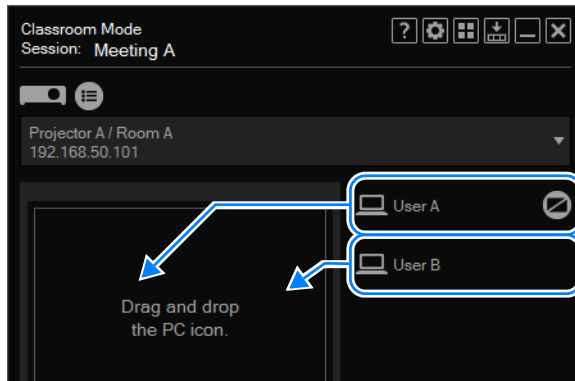 Classroom Mode
Session: Meeting A
Projector A / Room A
192.168.50.101
User A
User B
Drag and drop
the PC icon.